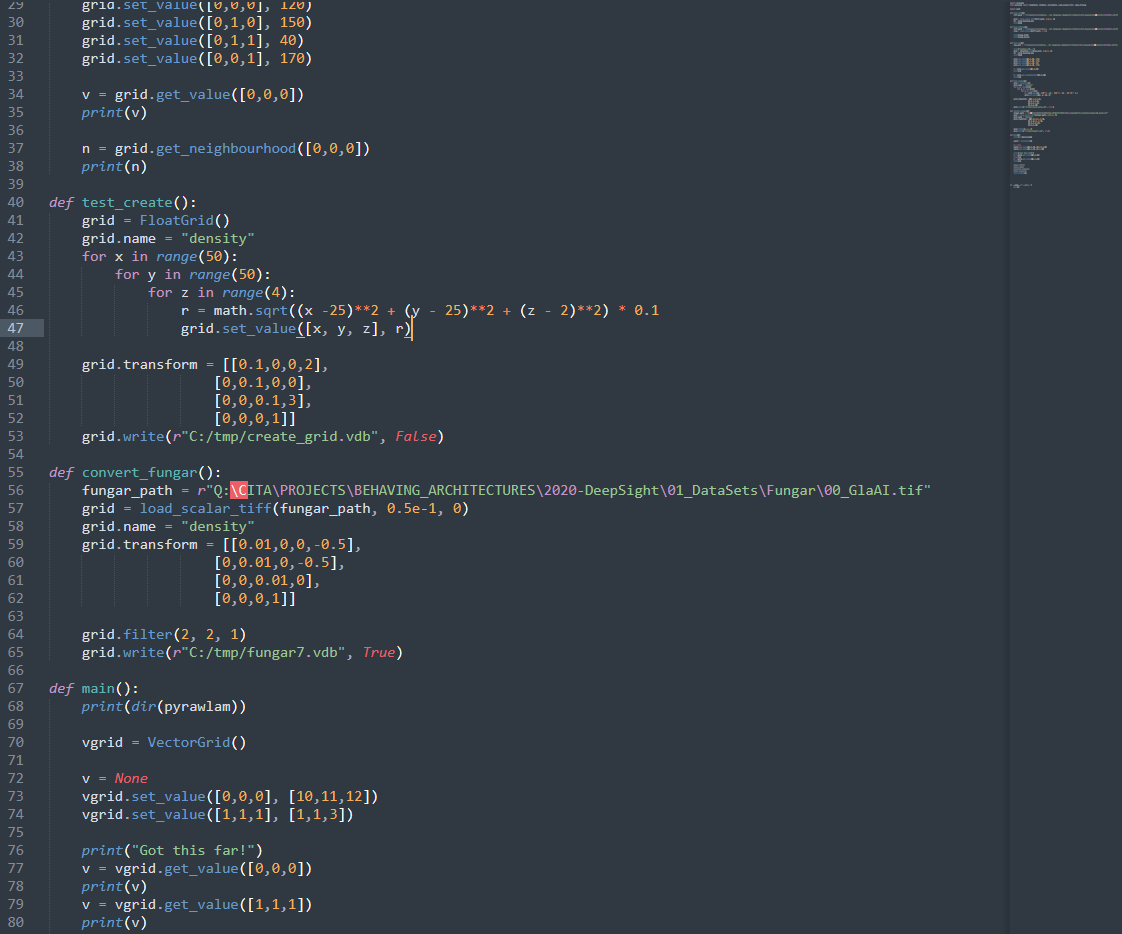 29 grid.set_value([0,0,0], 120)
30 grid.set_value([0,1,0], 150)
31 grid.set_value([0,1,1], 40)
32 grid.set_value([0,0,1], 170)
33
34 v = grid.get_value([0,0,0])
35 print(v)
36
37 n = grid.get_neighbourhood([0,0,0])
38 print(n)
39
40 def test_create():
41 grid = FloatGrid()
42 grid.name = "density"
43 for x in range(50):
44 for y in range(50):
45 for z in range(4):
46 r = math.sqrt((x -25)**2 + (y - 25)**2 + (z - 2)**2) * 0.1
47 grid.set_value([x, y, z], r)
48
49 grid.transform = [[0.1,0,0,2],
50 [0,0.1,0,0],
51 [0,0,0.1,3],
52 [0,0,0,1]]
53 grid.write(r"C:/tmp/create_grid.vdb", False)
54
55 def convert_fungar():
56 fungar_path = r"Q:\CITA\PROJECTS\BEHAVING_ARCHITECTURES\2020-DeepSight\01_DataSets\Fungar\00_GlaAI.tif"
57 grid = load_scalar_tiff(fungar_path, 0.5e-1, 0)
58 grid.name = "density"
59 grid.transform = [[0.01,0,0,-0.5],
60 [0,0.01,0,-0.5],
61 [0,0,0.01,0],
62 [0,0,0,1]]
63
64 grid.filter(2, 2, 1)
65 grid.write(r"C:/tmp/fungar7.vdb", True)
66
67 def main():
68 print(dir(pyrawlam))
69
70 vgrid = VectorGrid()
71
72 v = None
73 vgrid.set_value([0,0,0], [10,11,12])
74 vgrid.set_value([1,1,1], [1,1,3])
75
76 print("Got this far!")
77 v = vgrid.get_value([0,0,0])
78 print(v)
79 v = vgrid.get_value([1,1,1])
80 print(v)